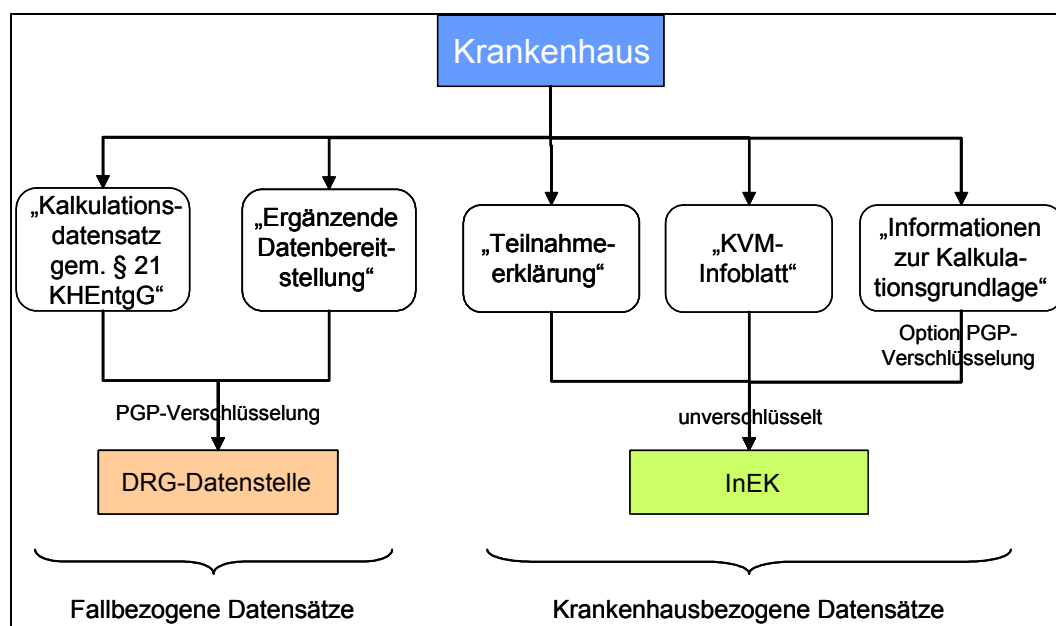 Krankenhaus
„Kalkulations-
datensatz
gem. § 21
KHEntgG“
„Ergänzende
Datenbereit-
stellung“
„Teilnahme-
erklärung“
„KVM-
Infoblatt“
„Informationen
zur Kalkula-
tionsgrundlage“
Option PGP-
Verschlüsselung
PGP-Verschlüsselung
unverschlüsselt
DRG-Datenstelle
InEK
Fallbezogene Datensätze
Krankenhausbezogene Datensätze